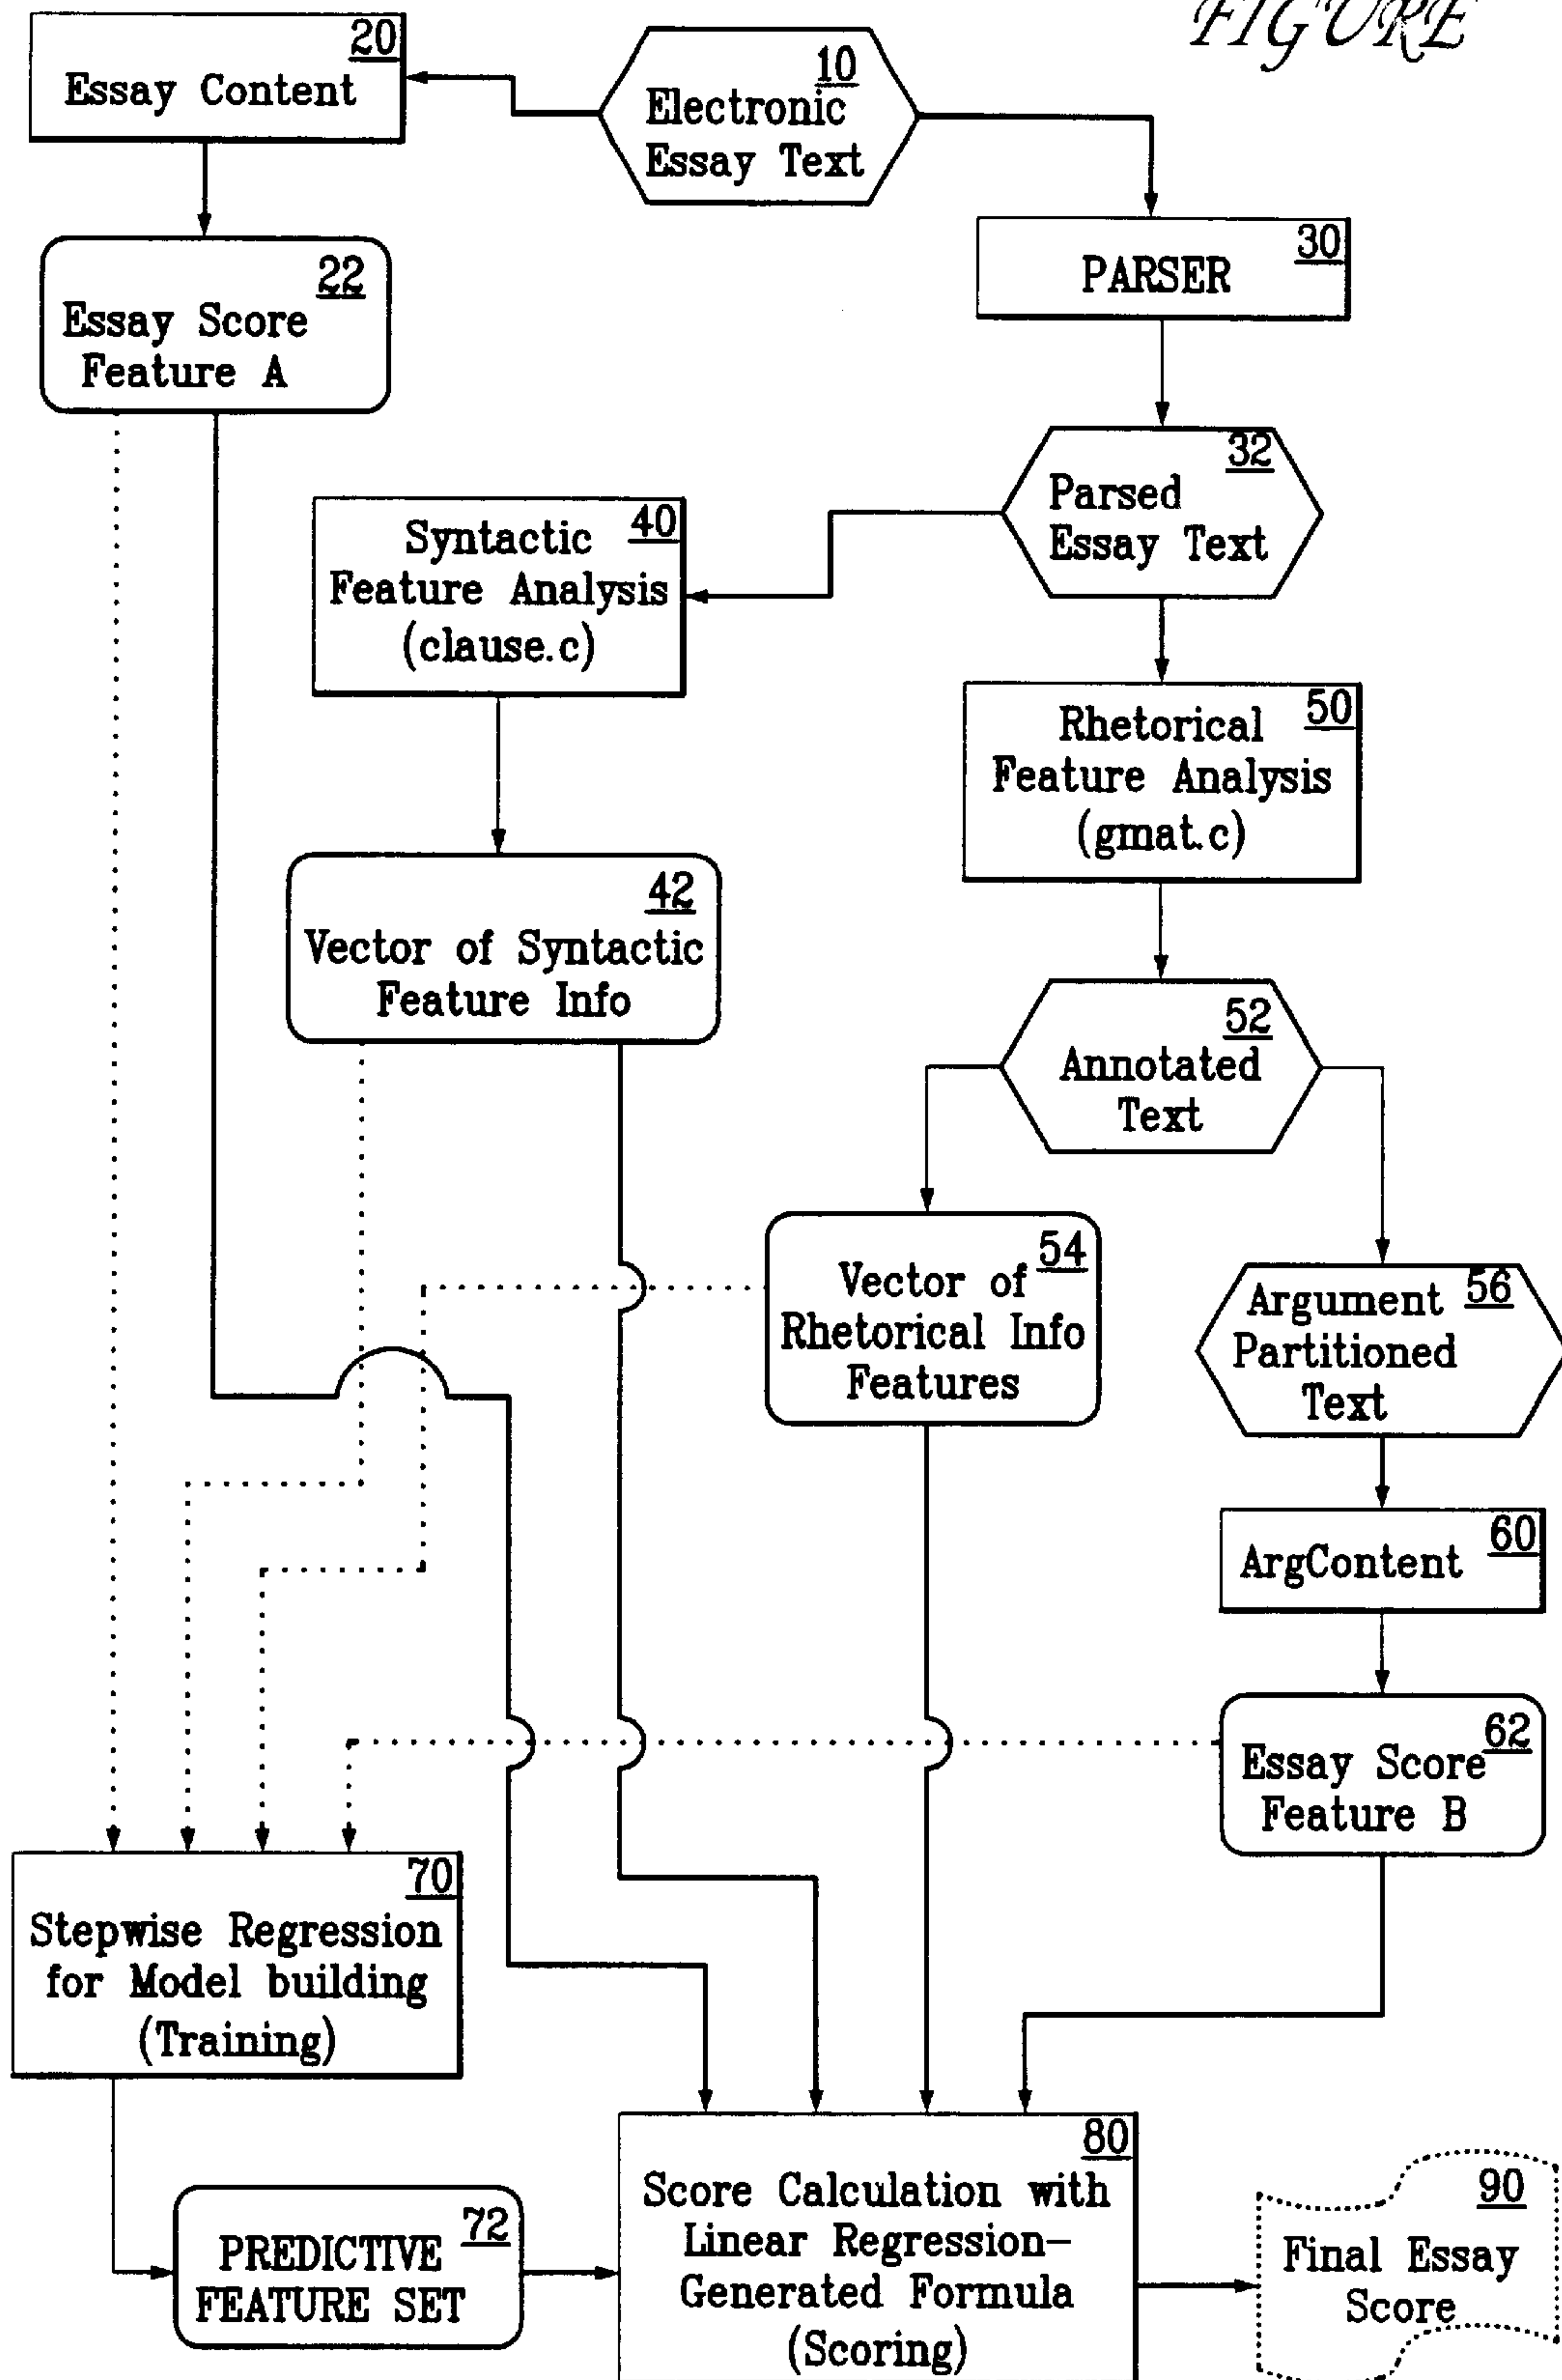 FIGURE
20
Essay Content
10
Electronic
Essay Text
30
PARSER
22
Essay Score
Feature A
32
Parsed
Essay Text
40
Syntactic
Feature Analysis
(clause.c)
50
Rhetorical
Feature Analysis
(gmat.c)
42
Vector of Syntactic
Feature Info
52
Annotated
Text
54
Vector of
Rhetorical Info
Features
56
Argument
Partitioned
Text
60
ArgContent
62
Essay Score
Feature B
70
Stepwise Regression
for Model building
(Training)
72
PREDICTIVE
FEATURE SET
80
Score Calculation with
Linear Regression-
Generated Formula
(Scoring)
90
Final Essay
Score